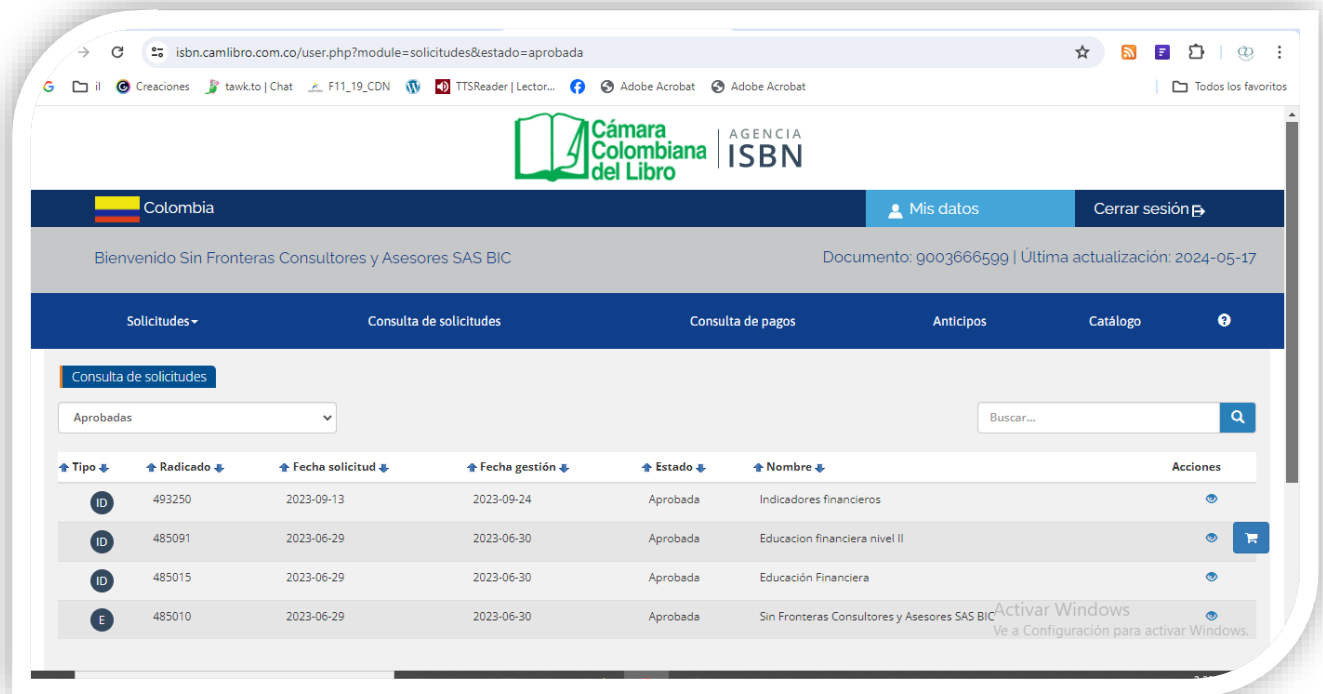 isbn.camlibro.com.co/user.php?module=solicitudes&estado=aprobada
il Creaciones tawk.to | Chat F11_19_CDN TTSReader | Lector... Adobe Acrobat Adobe Acrobat Todos los favoritos
Cámara
Colombiana
del Libro
AGENCIA
ISBN
Colombia Mis datos Cerrar sesión
Bienvenido Sin Fronteras Consultores y Asesores SAS BIC Documento: 9003666599 | Última actualización: 2024-05-17
Solicitudes Consulta de solicitudes Consulta de pagos Anticipos Catálogo ?
Consulta de solicitudes
Aprobadas Buscar...
Tipo Radicado Fecha solicitud Fecha gestión Estado Nombre Acciones
ID 493250 2023-09-13 2023-09-24 Aprobada Indicadores financieros
ID 485091 2023-06-29 2023-06-30 Aprobada Educacion financiera nivel II
ID 485015 2023-06-29 2023-06-30 Aprobada Educación Financiera
E 485010 2023-06-29 2023-06-30 Aprobada Sin Fronteras Consultores y Asesores SAS BIC
Activar Windows
Ve a Configuración para activar Windows.